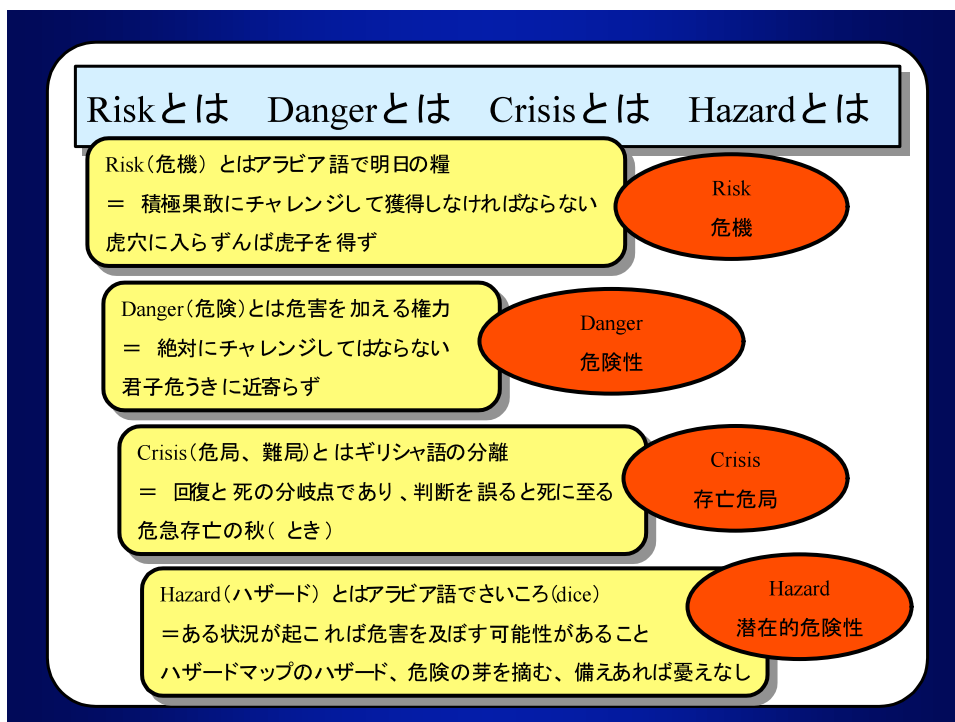 Riskとは　Dangerとは　Crisisとは　Hazardとは
Risk（危機）とはアラビア語で明日の糧
＝ 積極果敢にチャレンジして獲得しなければならない
虎穴に入らずんば虎子を得ず
Risk
危機
Danger（危険）とは危害を加える権力
＝ 絶対にチャレンジしてはならない
君子危うきに近寄らず
Danger
危険性
Crisis（危局、難局）とはギリシャ語の分離
＝ 回復と死の分岐点であり、判断を誤ると死に至る
危急存亡の秋（とき）
Crisis
存亡危局
Hazard（ハザード）とはアラビア語でさいころ（dice）
＝ある状況が起これば危害を及ぼす可能性があること
ハザードマップのハザード、危険の芽を摘む、備えあれば憂えなし
Hazard
潜在的危険性